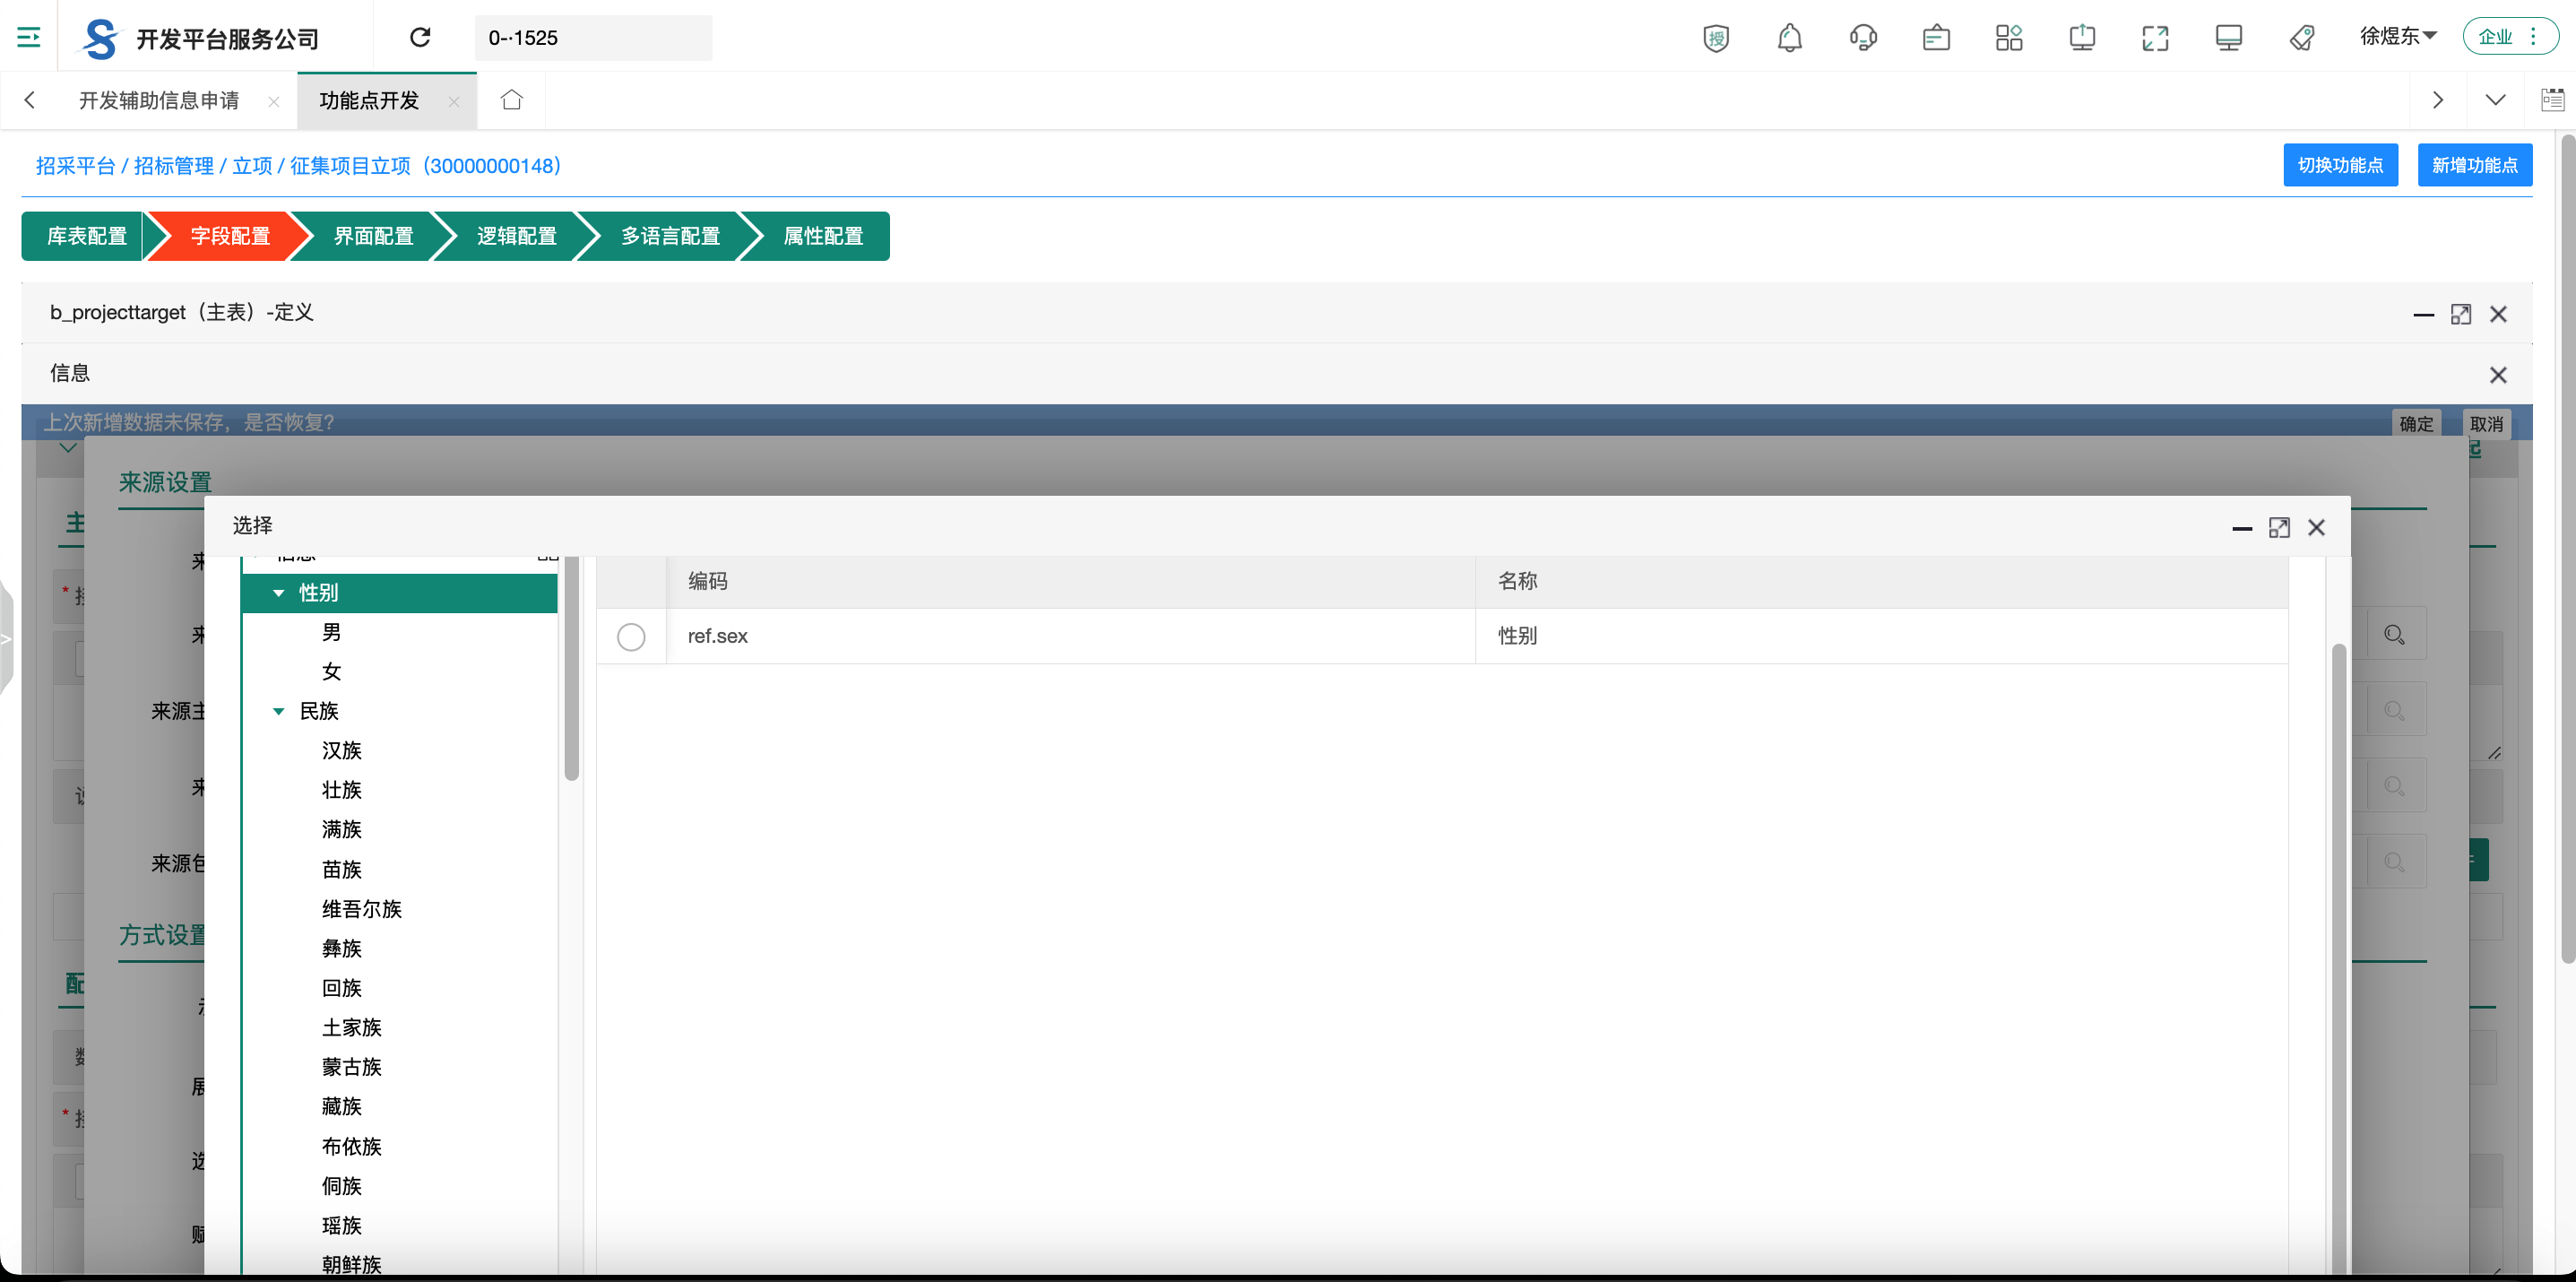 开发平台服务公司
0-·1525
授
徐煜东
企业
开发辅助信息申请
功能点开发
招采平台 / 招标管理 / 立项 / 征集项目立项（30000000148）
切换功能点
新增功能点
库表配置
字段配置
界面配置
逻辑配置
多语言配置
属性配置
b_projecttarget（主表）-定义
信息
上次新增数据未保存，是否恢复?
确定
取消
来源设置
选择
性别
男
女
民族
汉族
壮族
满族
苗族
维吾尔族
彝族
回族
土家族
蒙古族
藏族
布依族
侗族
瑶族
朝鲜族
编码
名称
ref.sex
性别
主
来
来
来源主
来
来源包
方式设置
配